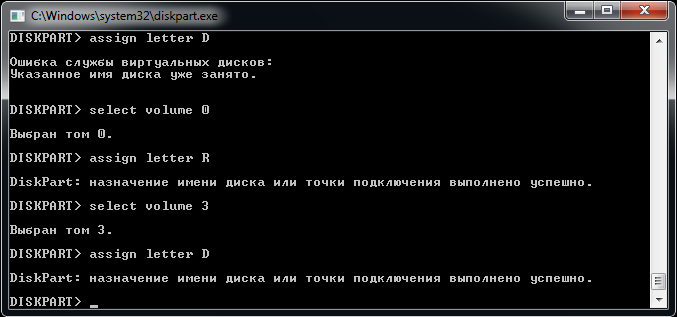 C:\Windows\system32\diskpart.exe
DISKPART> assign letter D
Ошибка службы виртуальных дисков:
Указанное имя диска уже занято.
DISKPART> select volume 0
Выбран том 0.
DISKPART> assign letter R
DiskPart: назначение имени диска или точки подключения выполнено успешно.
DISKPART> select volume 3
Выбран том 3.
DISKPART> assign letter D
DiskPart: назначение имени диска или точки подключения выполнено успешно.
DISKPART> _